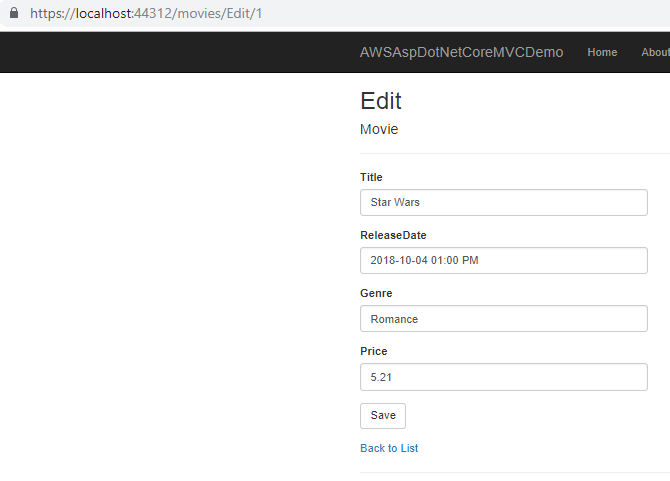 https://localhost:44312/movies/Edit/1
AWSAspDotNetCoreMVCDemo Home About
Edit
Movie
Title
Star Wars
ReleaseDate
2018-10-04 01:00 PM
Genre
Romance
Price
5.21
Save
Back to List